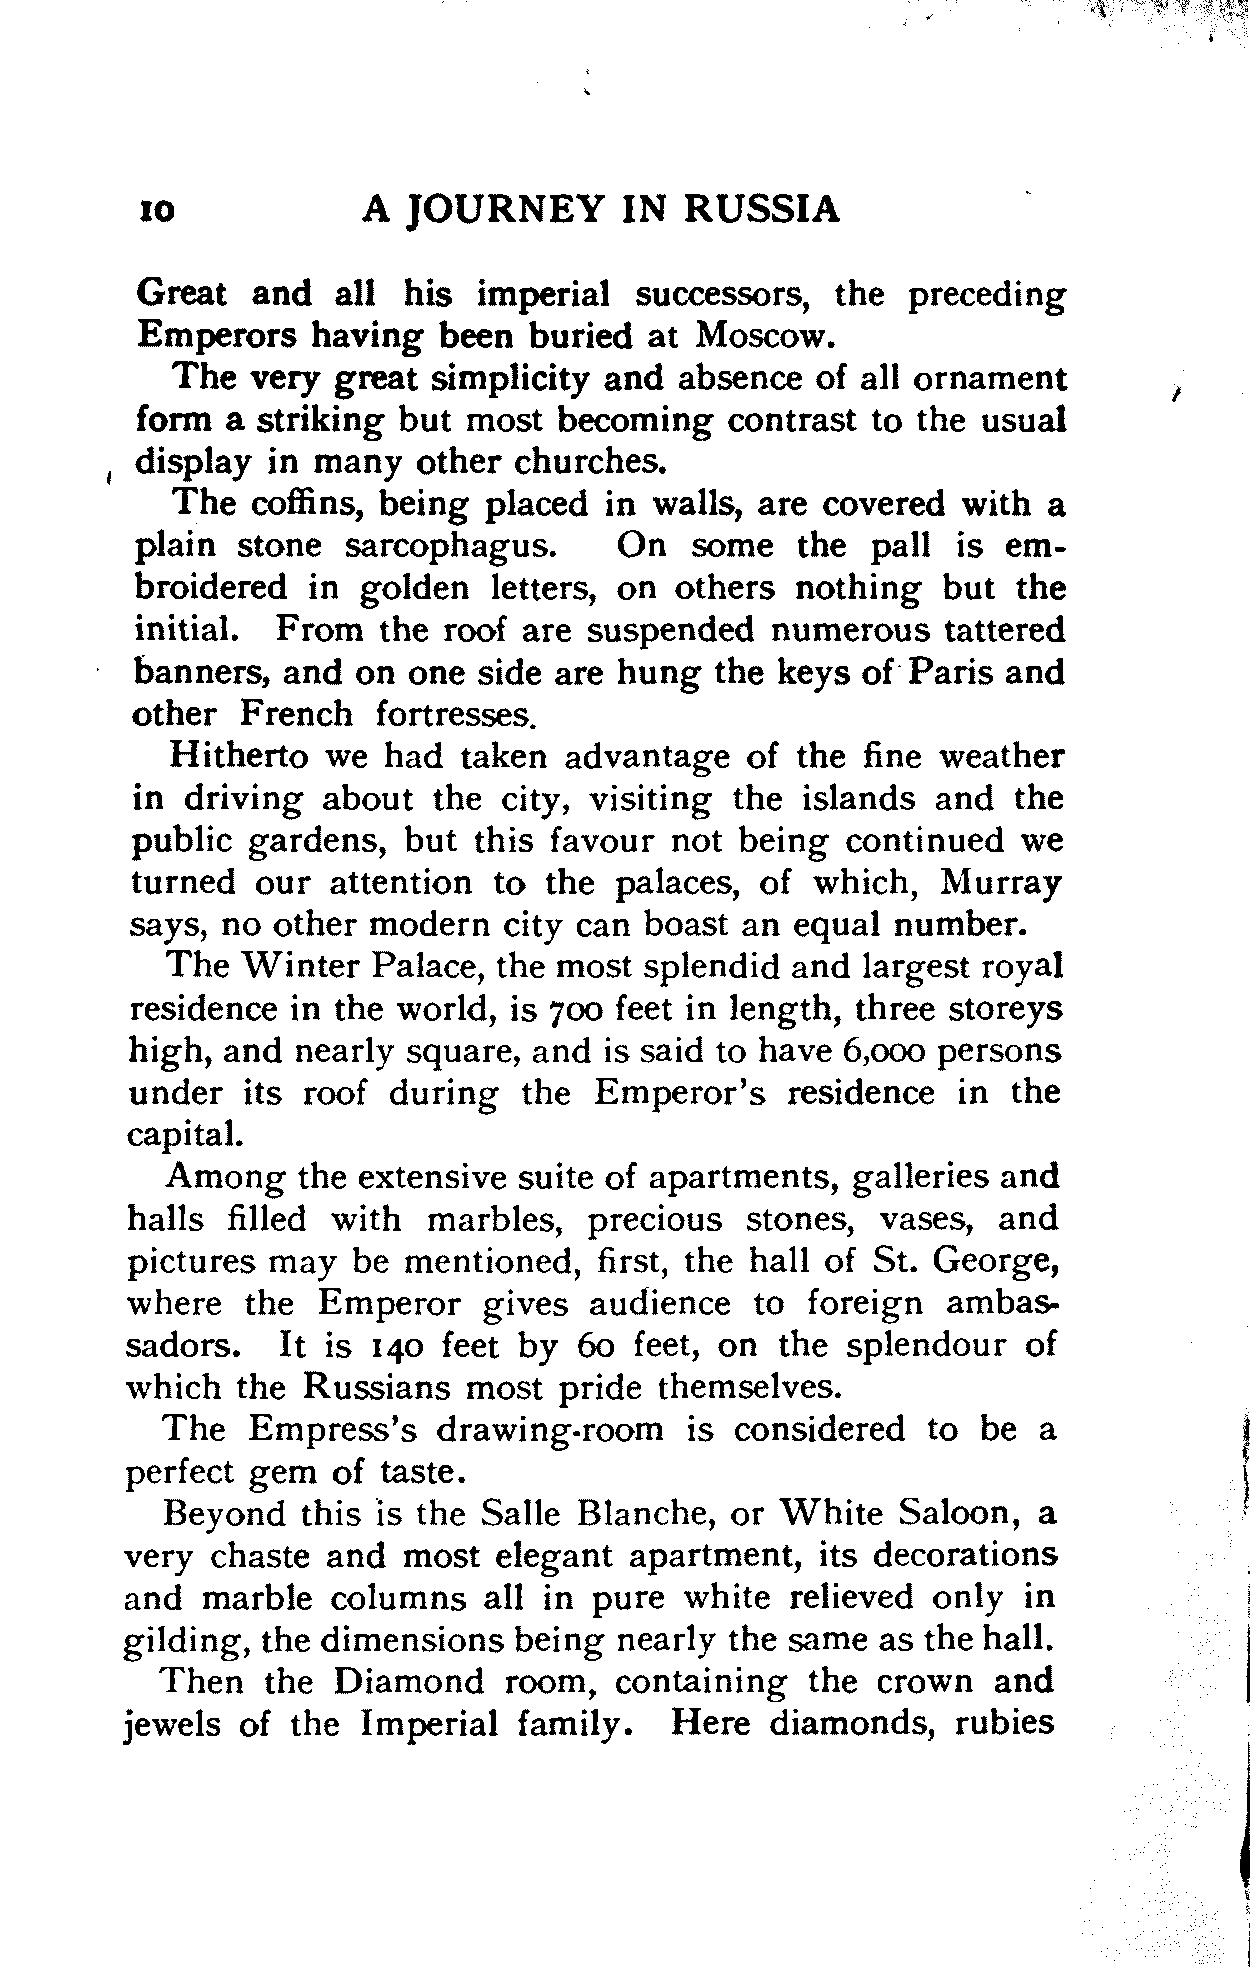 10 A JOURNEY IN RUSSIA
Great and all his imperial successors, the preceding
Emperors having been buried at Moscow.
The very great simplicity and absence of all ornament
form a striking but most becoming contrast to the usual
display in many other churches.
The coffins, being placed in walls, are covered with a
plain stone sarcophagus. On some the pall is em-
broidered in golden letters, on others nothing but the
initial. From the roof are suspended numerous tattered
banners, and on one side are hung the keys of Paris and
other French fortresses.
Hitherto we had taken advantage of the fine weather
in driving about the city, visiting the islands and the
public gardens, but this favour not being continued we
turned our attention to the palaces, of which, Murray
says, no other modern city can boast an equal number.
The Winter Palace, the most splendid and largest royal
residence in the world, is 700 feet in length, three storeys
high, and nearly square, and is said to have 6,000 persons
under its roof during the Emperor's residence in the
capital.
Among the extensive suite of apartments, galleries and
halls filled with marbles, precious stones, vases, and
pictures may be mentioned, first, the hall of St. George,
where the Emperor gives audience to foreign ambas-
sadors. It is 140 feet by 60 feet, on the splendour of
which the Russians most pride themselves.
The Empress's drawing-room is considered to be a
perfect gem of taste.
Beyond this is the Salle Blanche, or White Saloon, a
very chaste and most elegant apartment, its decorations
and marble columns all in pure white relieved only in
gilding, the dimensions being nearly the same as the hall.
Then the Diamond room, containing the crown and
jewels of the Imperial family. Here diamonds, rubies